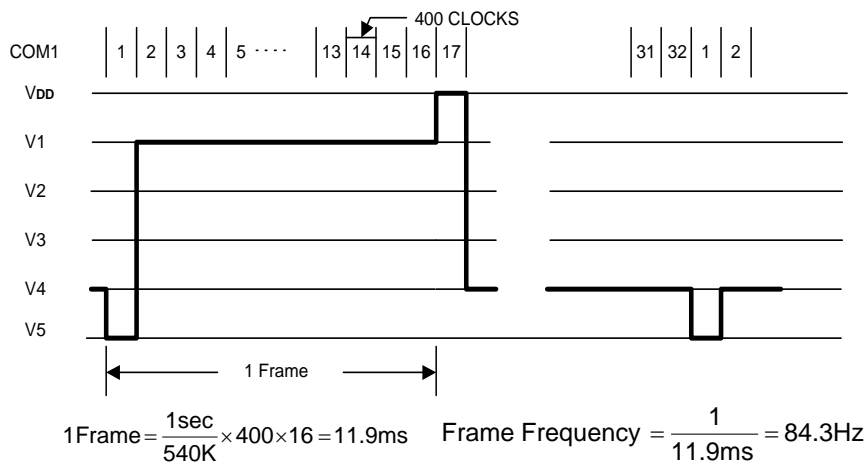 400 CLOCKS
COM1 1 2 3 4 5 ···· 13 14 15 16 17 31 32 1 2
VDD
V1
V2
V3
V4
V5
1 Frame
1Frame = 1sec / 540K × 400 × 16 = 11.9ms
Frame Frequency = 1 / 11.9ms = 84.3Hz